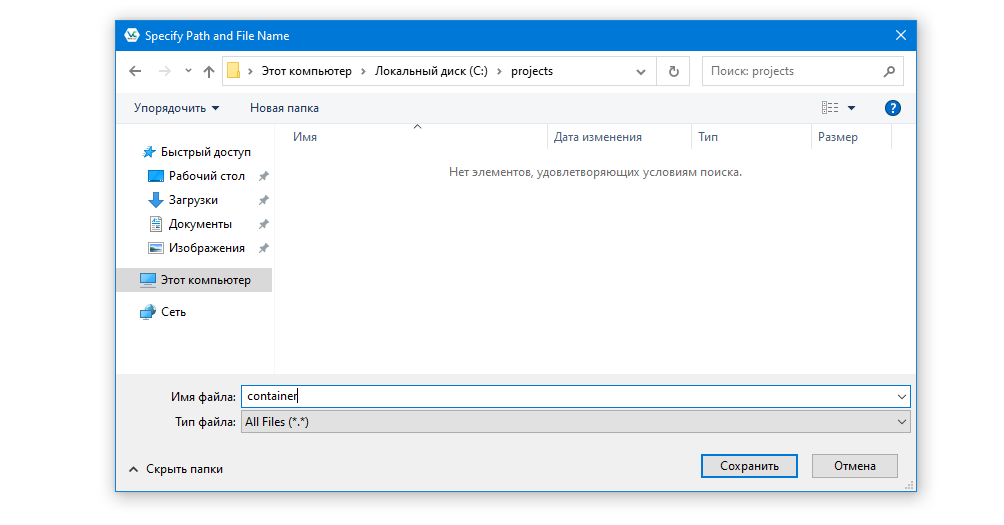 Specify Path and File Name
Этот компьютер › Локальный диск (C:) › projects
Поиск: projects
Упорядочить
Новая папка
?
Имя
Дата изменения
Тип
Размер
Быстрый доступ
Рабочий стол
Загрузки
Документы
Изображения
Этот компьютер
Сеть
Нет элементов, удовлетворяющих условиям поиска.
Имя файла: container
Тип файла: All Files (*.*)
Скрыть папки
Сохранить
Отмена